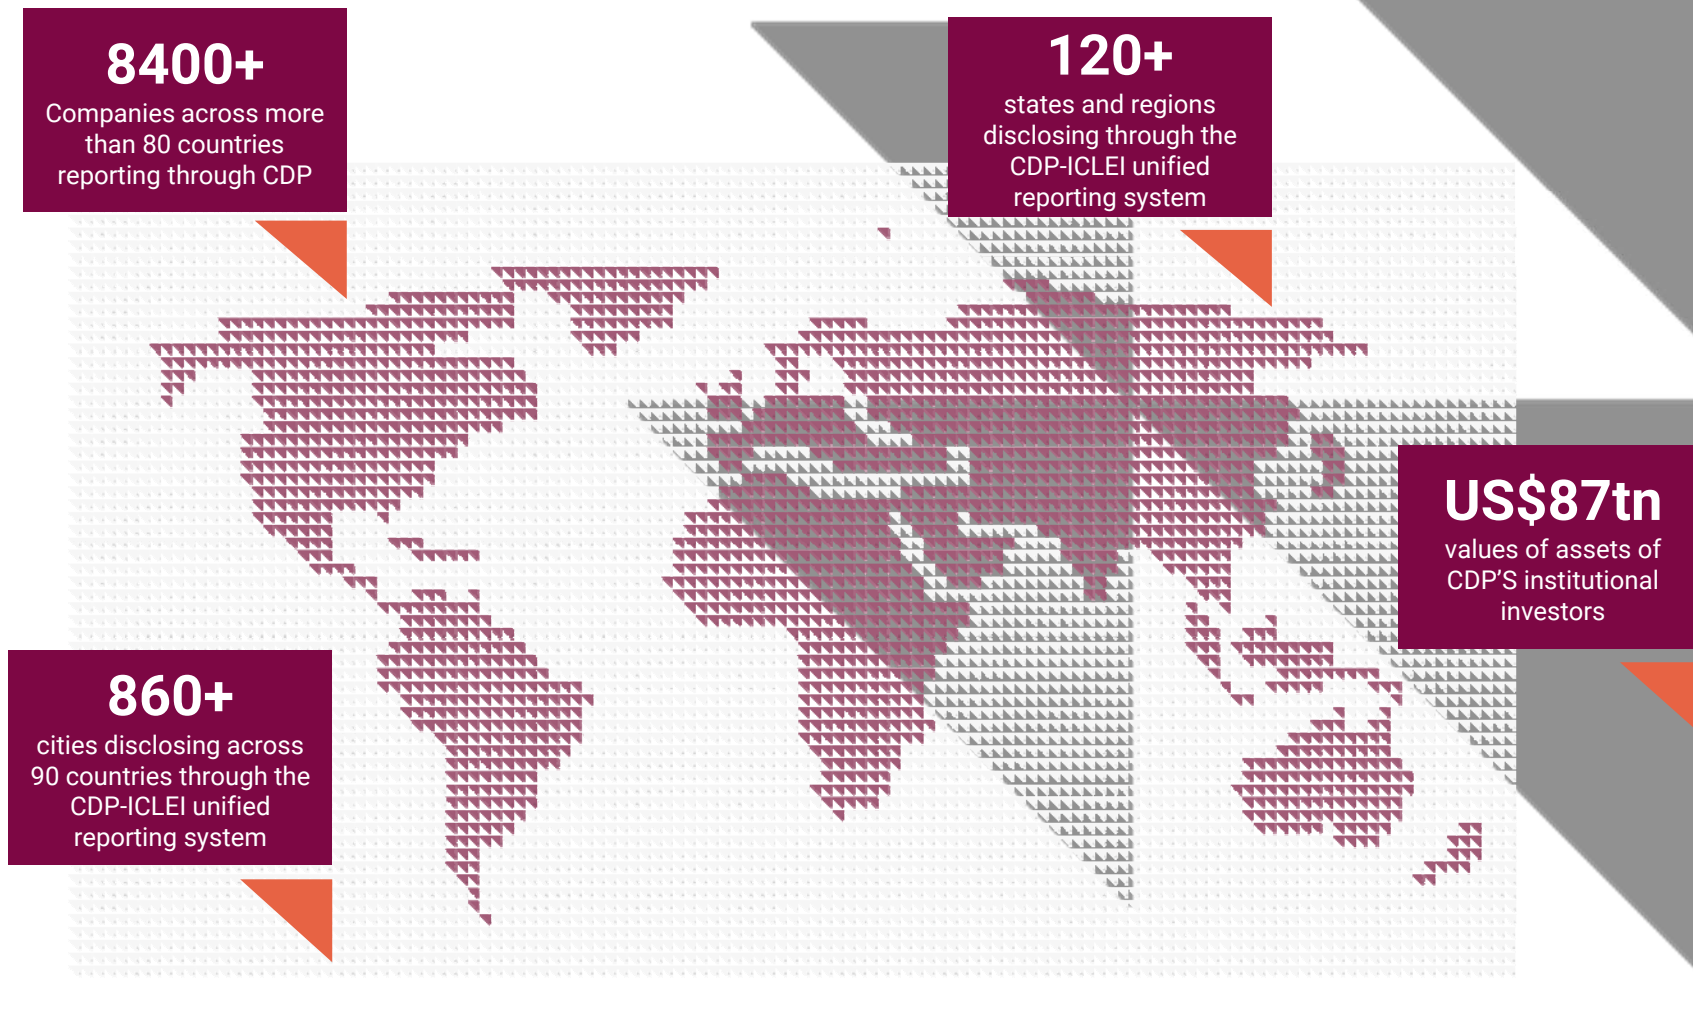 8400+
Companies across more
than 80 countries
reporting through CDP
120+
states and regions
disclosing through the
CDP-ICLEI unified
reporting system
US$87tn
values of assets of
CDP'S institutional
investors
860+
cities disclosing across
90 countries through the
CDP-ICLEI unified
reporting system